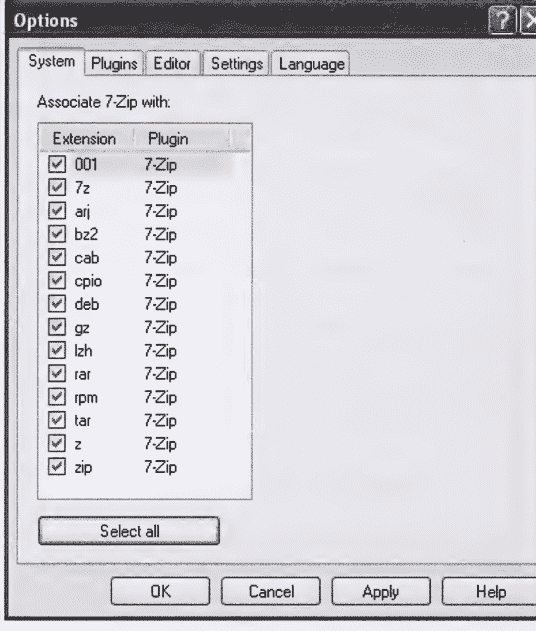 Options
System Plugins Editor Settings Language
Associate 7-Zip with:
Extension Plugin
001 7-Zip
7z 7-Zip
arj 7-Zip
bz2 7-Zip
cab 7-Zip
cpio 7-Zip
deb 7-Zip
gz 7-Zip
lzh 7-Zip
rar 7-Zip
rpm 7-Zip
tar 7-Zip
z 7-Zip
zip 7-Zip
Select all
OK Cancel Apply Help